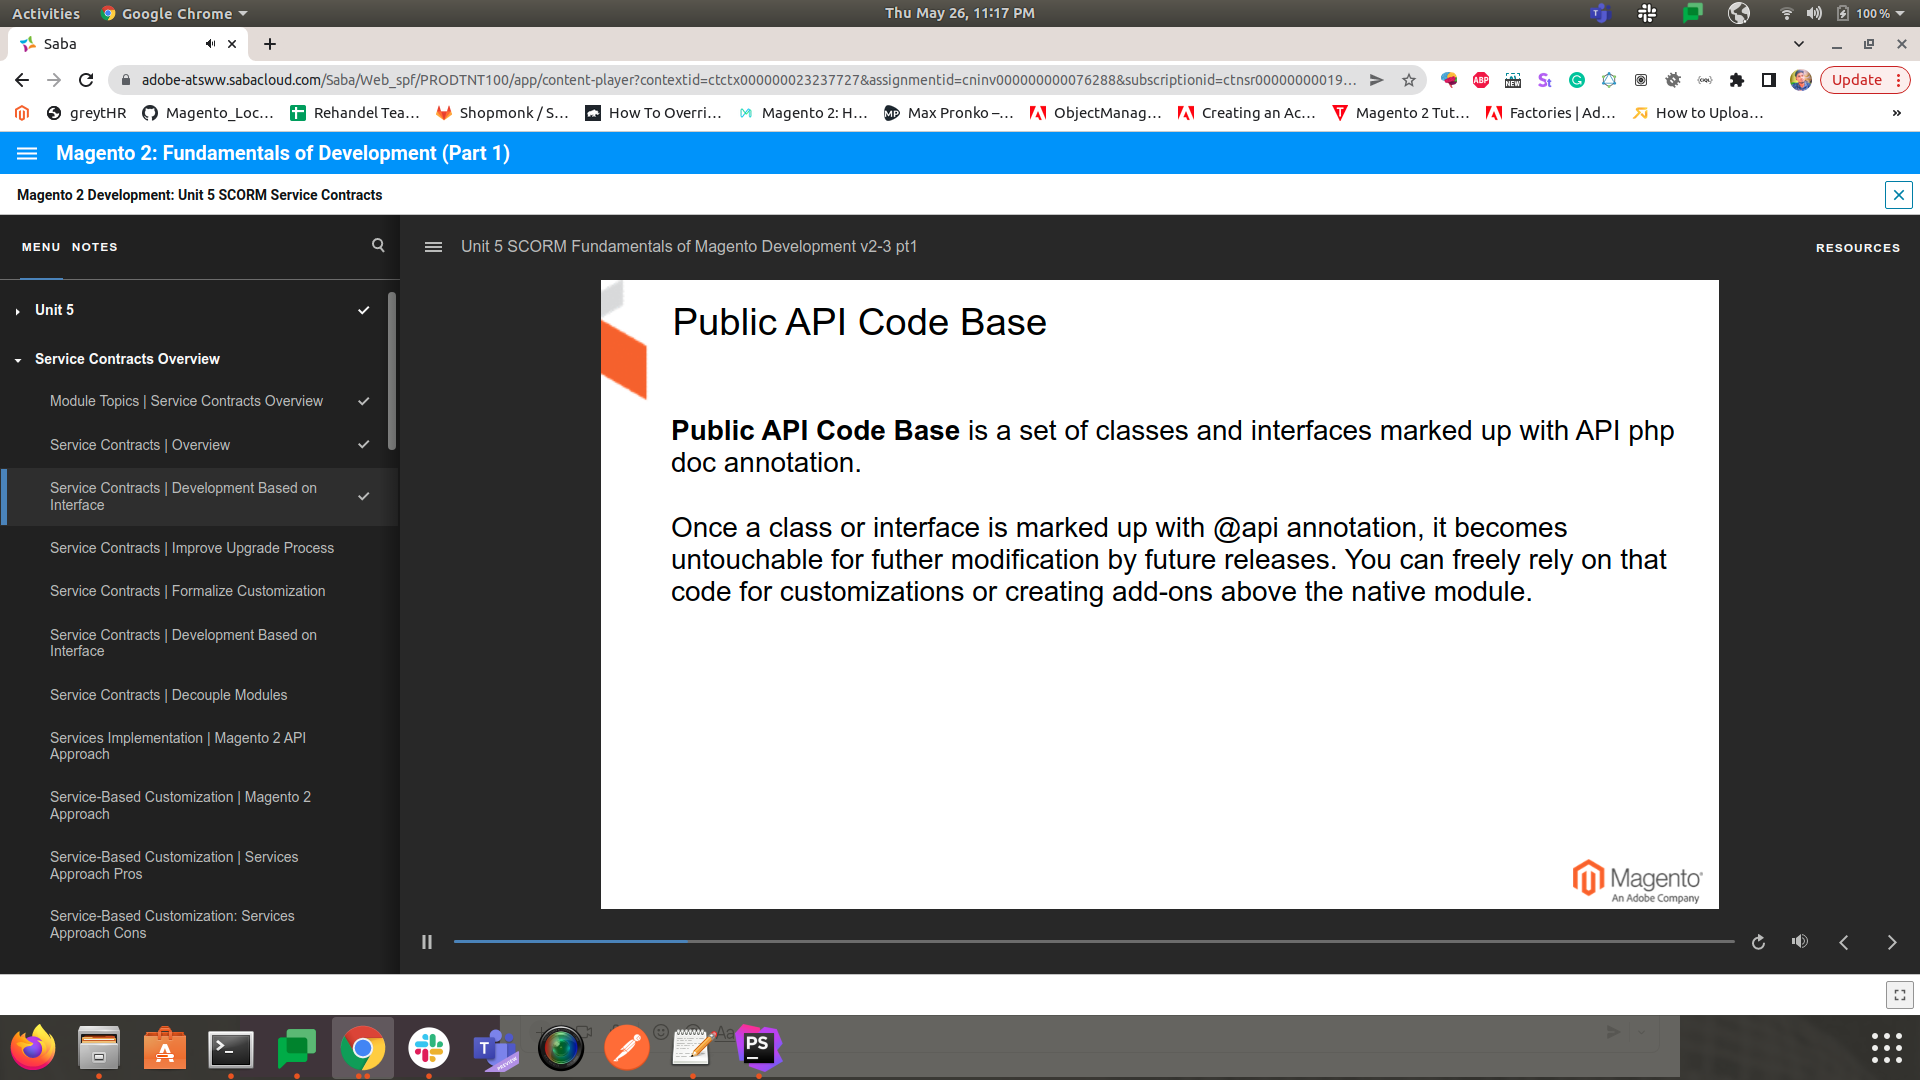 Activities Google Chrome Thu May 26, 11:17 PM 100 %
Saba
adobe-atsww.sabacloud.com/Saba/Web_spf/PRODTNT100/app/content-player?contextid=ctctx000000023237727&assignmentid=cninv000000000076288&subscriptionid=ctnsr00000000019... ABP NEW St Update
greytHR Magento_Loc... Rehandel Tea... Shopmonk / S... How To Overri... Magento 2: H... MP Max Pronko –... ObjectManag... Creating an Ac... Magento 2 Tut... Factories | Ad... How to Uploa... »
Magento 2: Fundamentals of Development (Part 1)
Magento 2 Development: Unit 5 SCORM Service Contracts
MENU NOTES
Unit 5 SCORM Fundamentals of Magento Development v2-3 pt1
RESOURCES
Unit 5
Service Contracts Overview
Module Topics | Service Contracts Overview
Service Contracts | Overview
Service Contracts | Development Based on
Interface
Service Contracts | Improve Upgrade Process
Service Contracts | Formalize Customization
Service Contracts | Development Based on
Interface
Service Contracts | Decouple Modules
Services Implementation | Magento 2 API
Approach
Service-Based Customization | Magento 2
Approach
Service-Based Customization | Services
Approach Pros
Service-Based Customization: Services
Approach Cons
Public API Code Base
Public API Code Base is a set of classes and interfaces marked up with API php
doc annotation.
Once a class or interface is marked up with @api annotation, it becomes
untouchable for futher modification by future releases. You can freely rely on that
code for customizations or creating add-ons above the native module.
Magento
An Adobe Company
PS